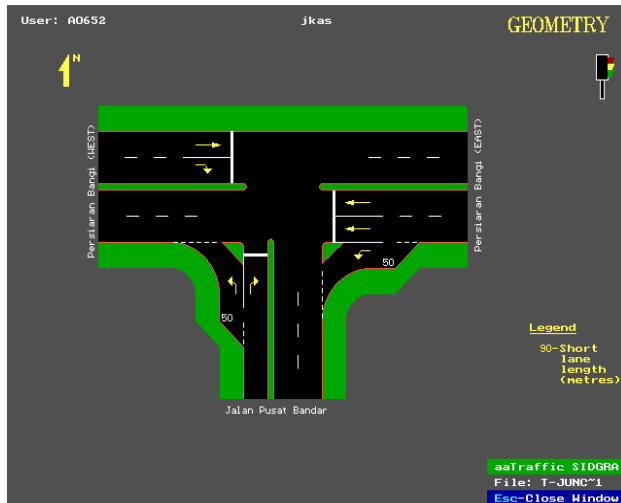 User: AO652
jkas
GEOMETRY
N
Persiaran Bangi (WEST)
Persiaran Bangi (EAST)
50
50
Jalan Pusat Bandar
Legend
90-Short
lane
length
(metres)
aaTraffic SIDGRA
File: T-JUNC~1
Esc-Close Window